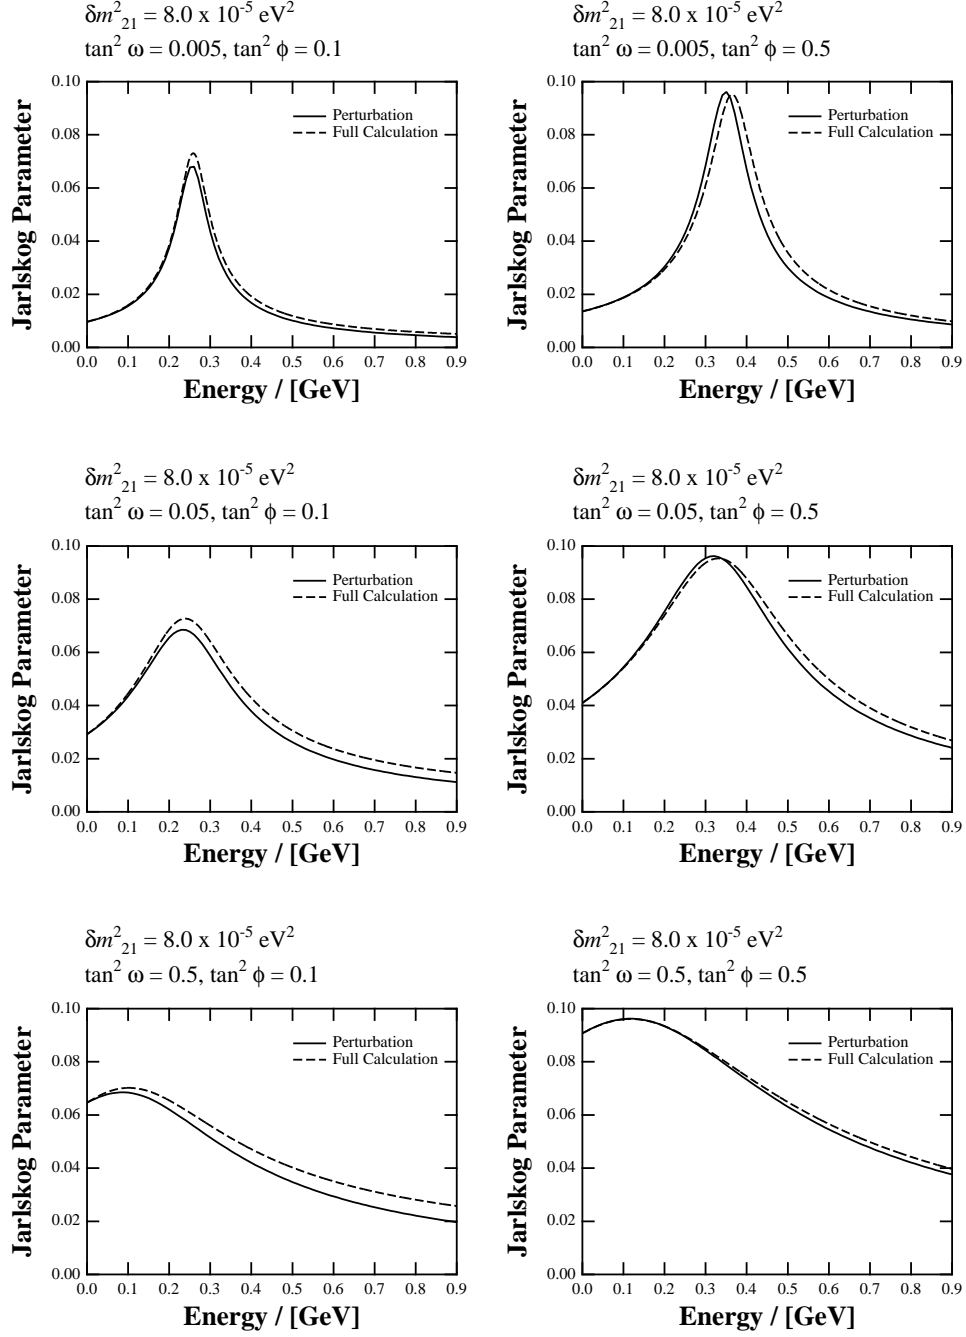 δm²₂₁ = 8.0 x 10⁻⁵ eV²
tan² ω = 0.005, tan² ϕ = 0.1
0.10
0.08
0.06
0.04
0.02
0.00
Jarlskog Parameter
Perturbation
Full Calculation
0.0 0.1 0.2 0.3 0.4 0.5 0.6 0.7 0.8 0.9
Energy / [GeV]
δm²₂₁ = 8.0 x 10⁻⁵ eV²
tan² ω = 0.005, tan² ϕ = 0.5
0.10
0.08
0.06
0.04
0.02
0.00
Jarlskog Parameter
Perturbation
Full Calculation
0.0 0.1 0.2 0.3 0.4 0.5 0.6 0.7 0.8 0.9
Energy / [GeV]
δm²₂₁ = 8.0 x 10⁻⁵ eV²
tan² ω = 0.05, tan² ϕ = 0.1
0.10
0.08
0.06
0.04
0.02
0.00
Jarlskog Parameter
Perturbation
Full Calculation
0.0 0.1 0.2 0.3 0.4 0.5 0.6 0.7 0.8 0.9
Energy / [GeV]
δm²₂₁ = 8.0 x 10⁻⁵ eV²
tan² ω = 0.05, tan² ϕ = 0.5
0.10
0.08
0.06
0.04
0.02
0.00
Jarlskog Parameter
Perturbation
Full Calculation
0.0 0.1 0.2 0.3 0.4 0.5 0.6 0.7 0.8 0.9
Energy / [GeV]
δm²₂₁ = 8.0 x 10⁻⁵ eV²
tan² ω = 0.5, tan² ϕ = 0.1
0.10
0.08
0.06
0.04
0.02
0.00
Jarlskog Parameter
Perturbation
Full Calculation
0.0 0.1 0.2 0.3 0.4 0.5 0.6 0.7 0.8 0.9
Energy / [GeV]
δm²₂₁ = 8.0 x 10⁻⁵ eV²
tan² ω = 0.5, tan² ϕ = 0.5
0.10
0.08
0.06
0.04
0.02
0.00
Jarlskog Parameter
Perturbation
Full Calculation
0.0 0.1 0.2 0.3 0.4 0.5 0.6 0.7 0.8 0.9
Energy / [GeV]